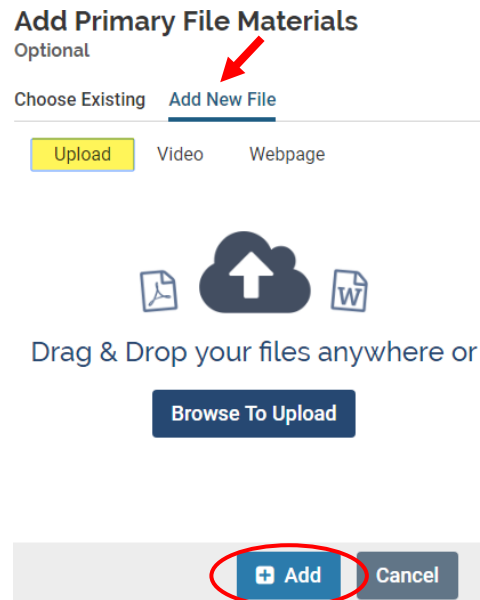 Add Primary File Materials
Optional
Choose Existing Add New File
Upload Video Webpage
W
Drag & Drop your files anywhere or
Browse To Upload
Add Cancel